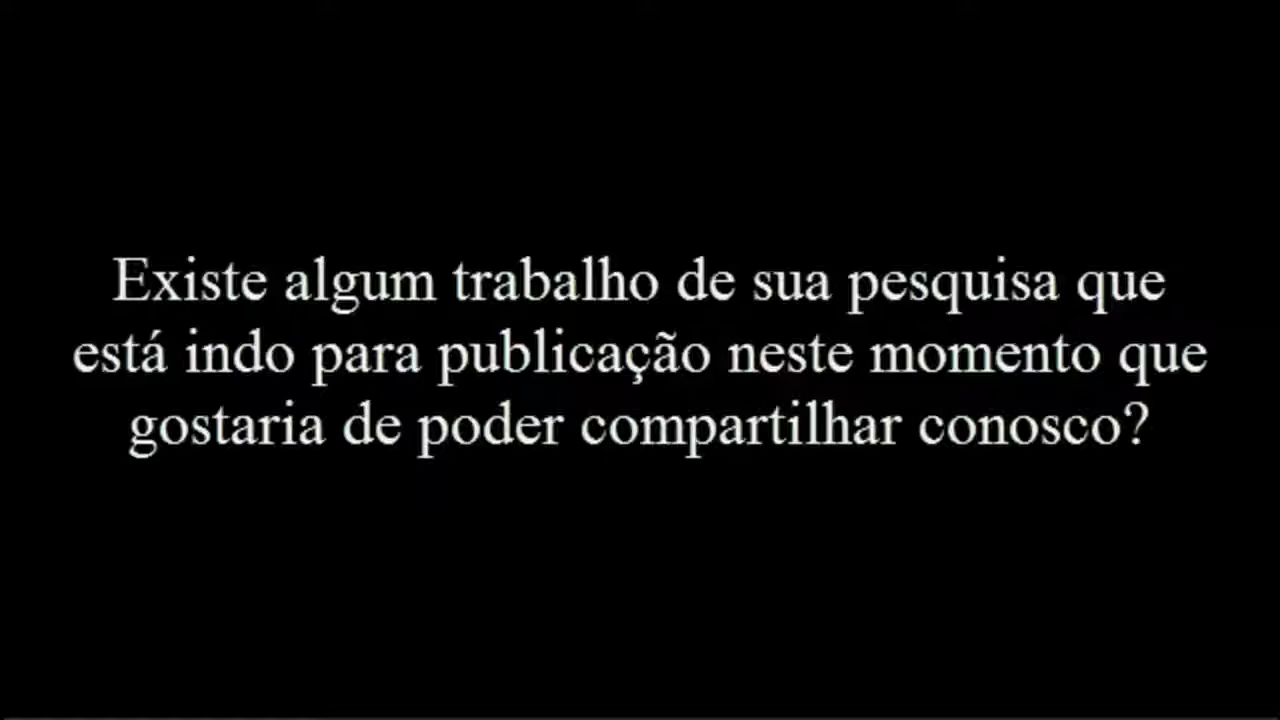 Existe algum trabalho de sua pesquisa que
está indo para publicação neste momento que
gostaria de poder compartilhar conosco?